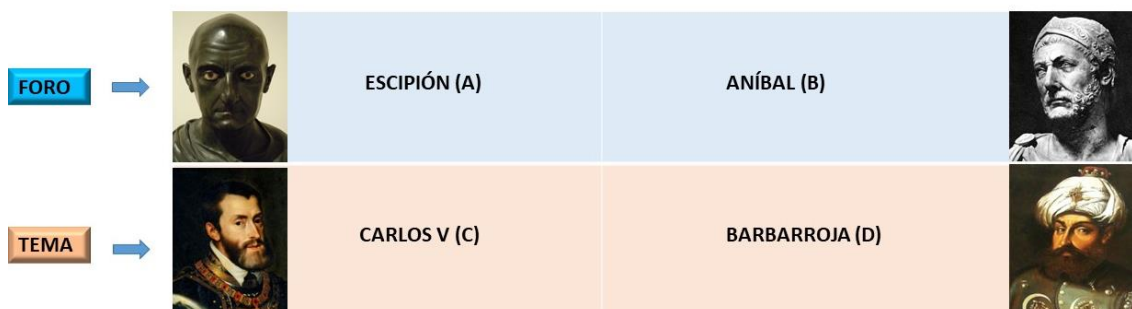 FORO
ESCIPIÓN (A)
ANÍBAL (B)
TEMA
CARLOS V (C)
BARBARROJA (D)